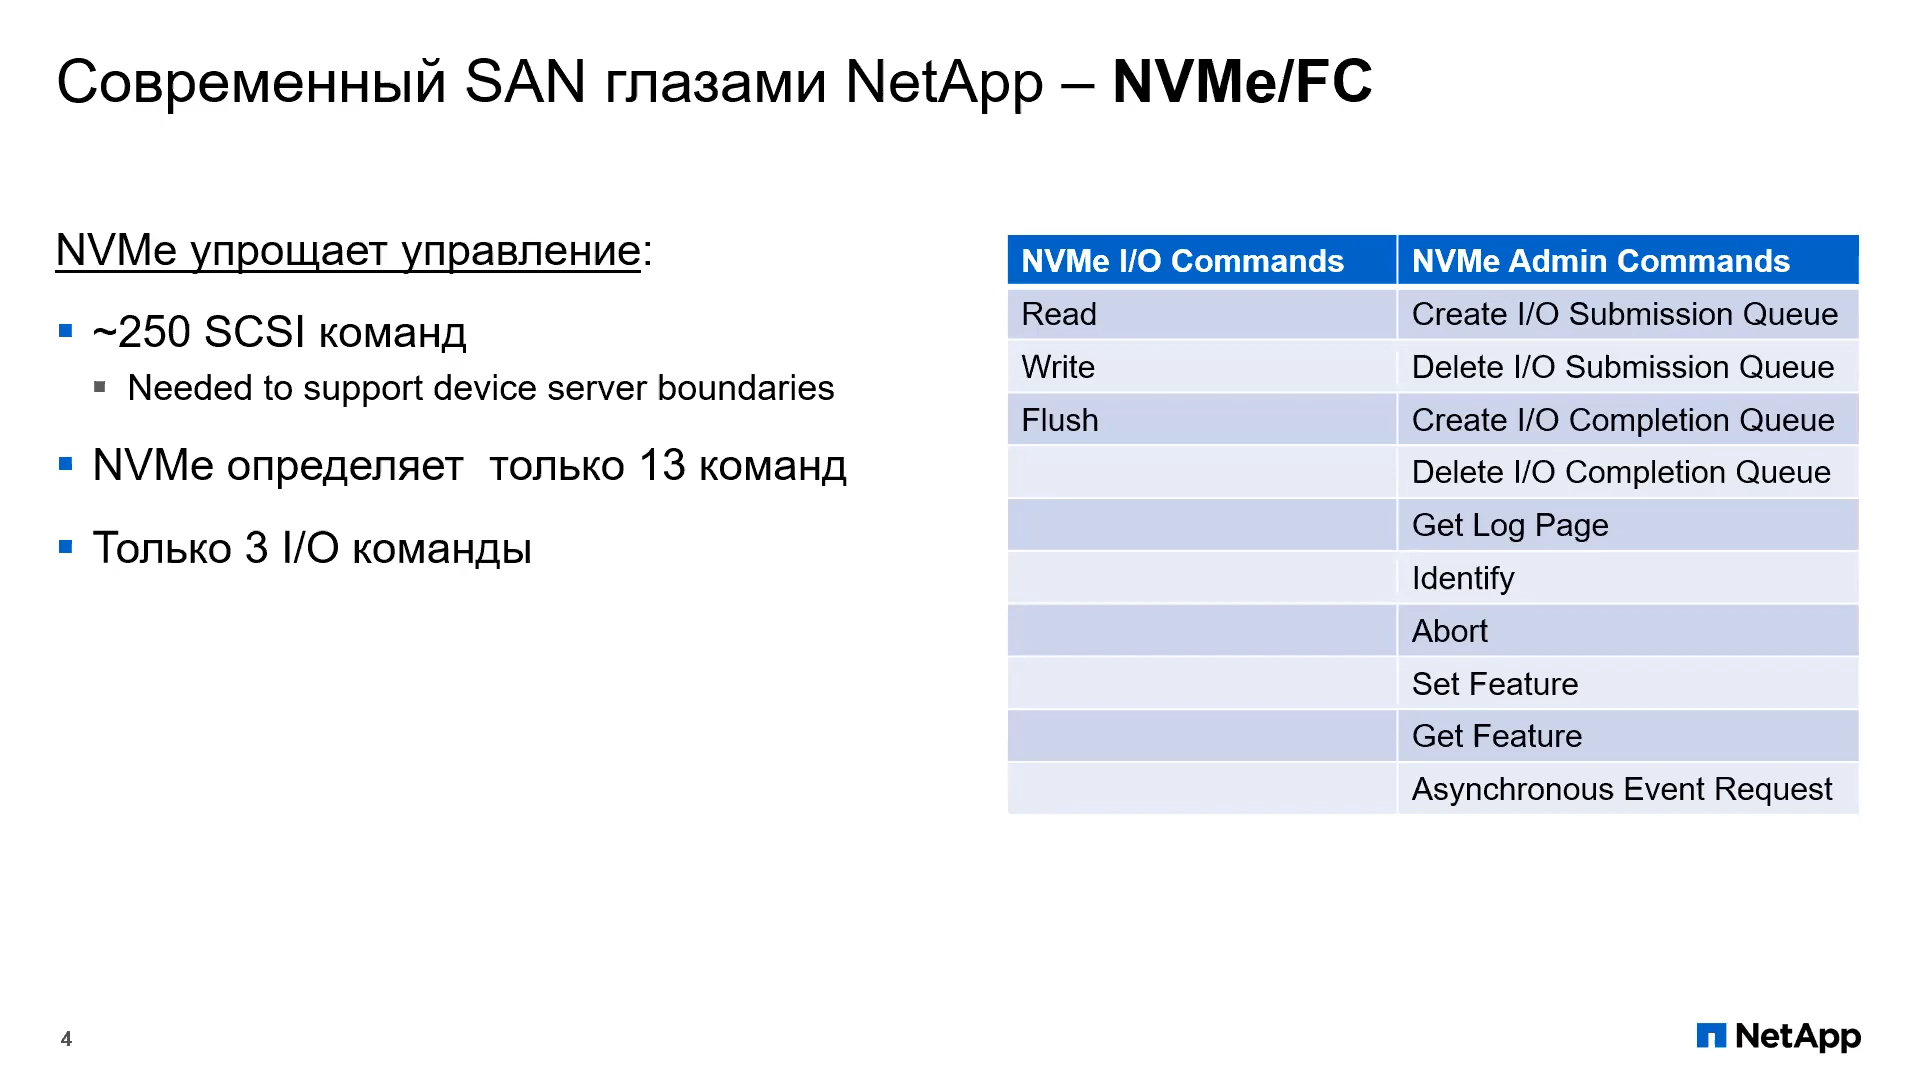 Современный SAN глазами NetApp – NVMe/FC
NVMe упрощает управление:
~250 SCSI команд
Needed to support device server boundaries
NVMe определяет  только 13 команд
Только 3 I/O команды
NVMe I/O Commands NVMe Admin Commands
Read Create I/O Submission Queue
Write Delete I/O Submission Queue
Flush Create I/O Completion Queue
Delete I/O Completion Queue
Get Log Page
Identify
Abort
Set Feature
Get Feature
Asynchronous Event Request
4
NetApp